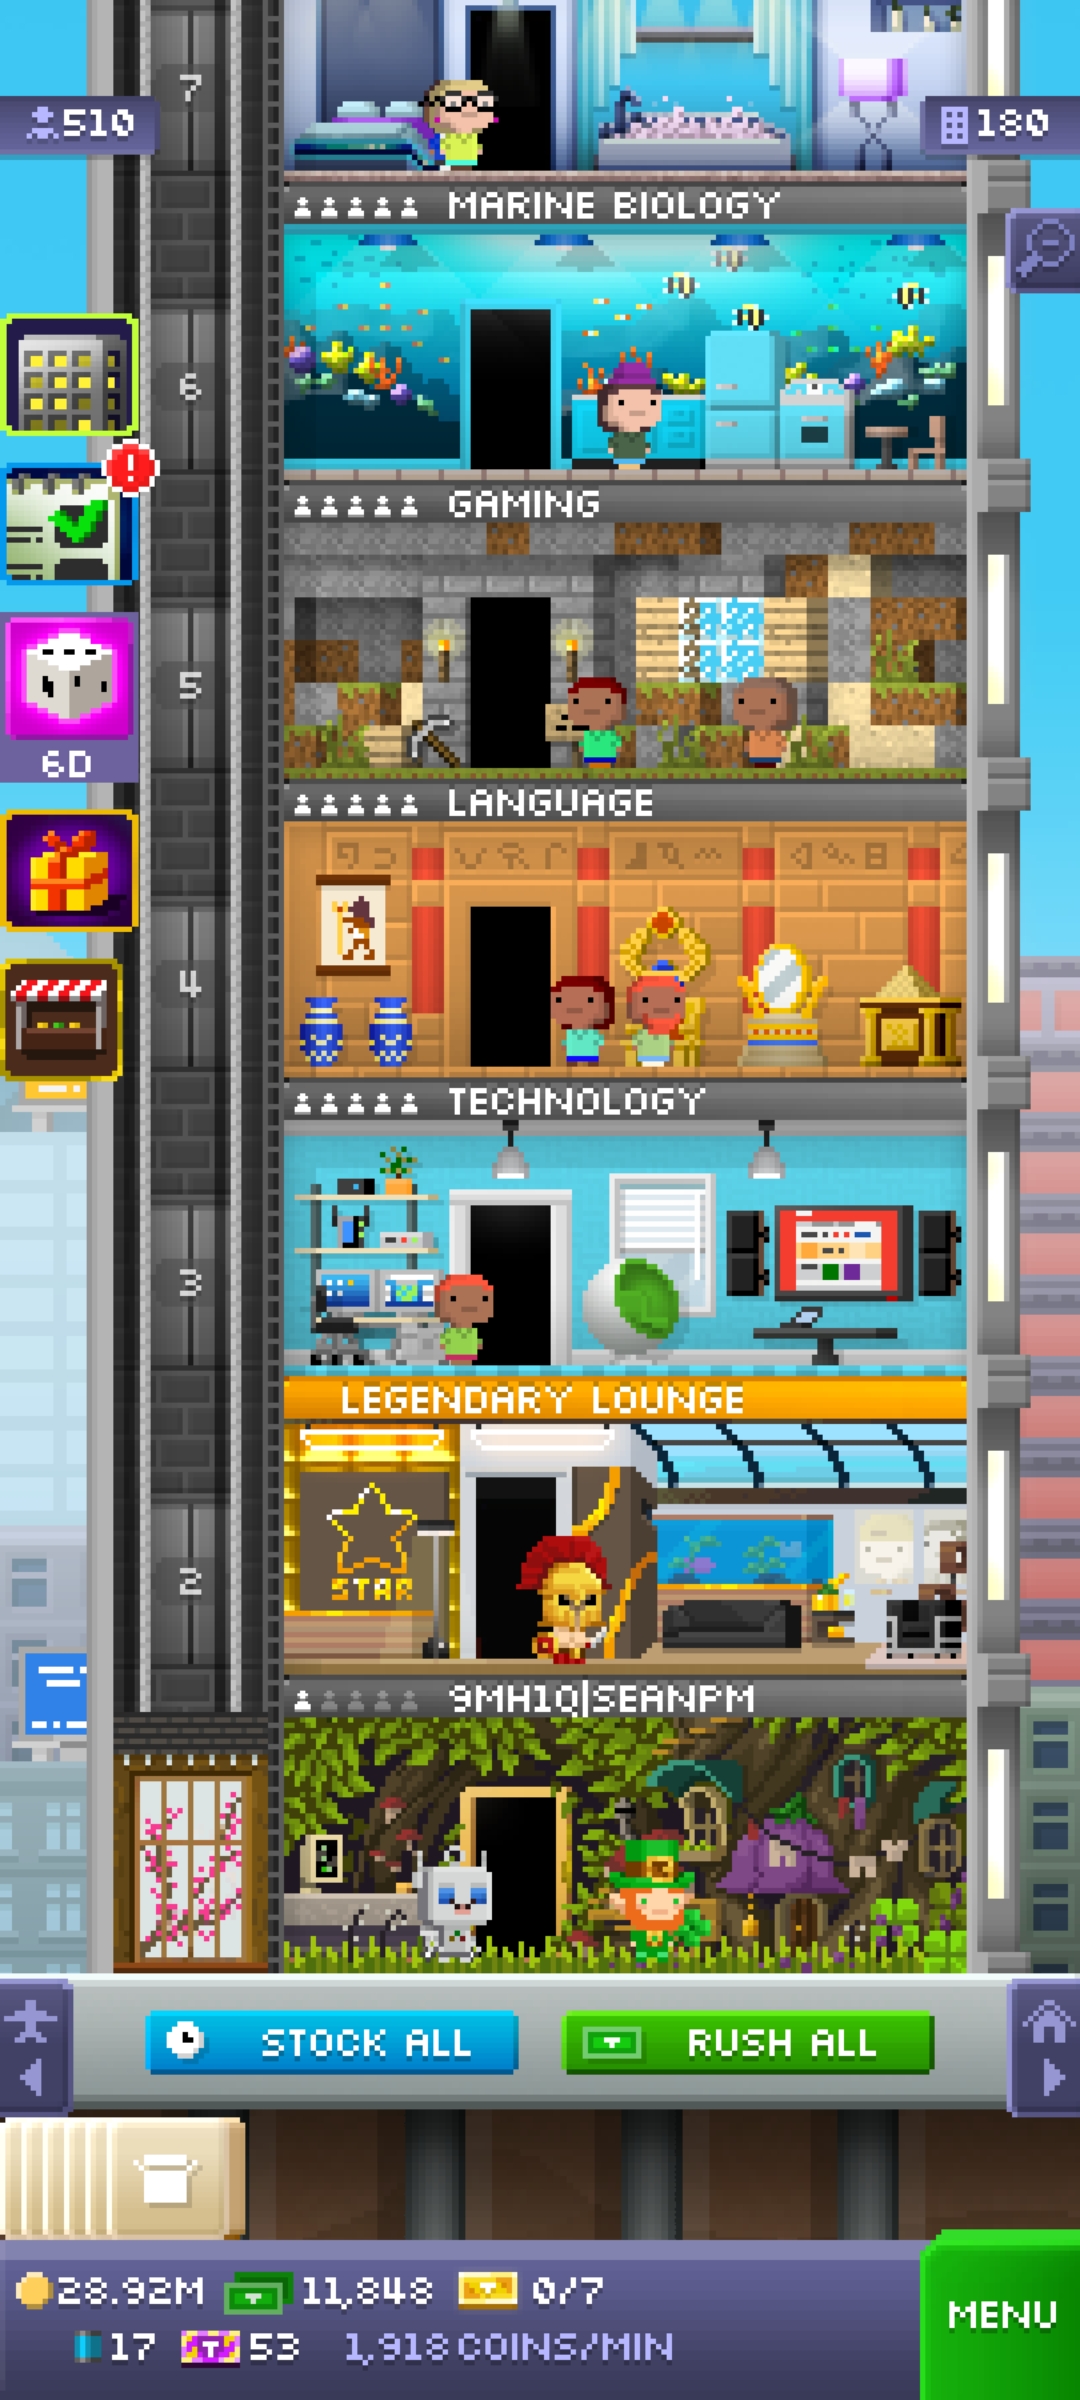 7
510
180
MARINE BIOLOGY
6
GAMING
5
6D
LANGUAGE
4
TECHNOLOGY
3
LEGENDARY LOUNGE
STAR
2
9MH1Q|SEANPM
STOCK ALL
RUSH ALL
28.92M
11,848
0/7
MENU
17
53
1,918 COINS/MIN